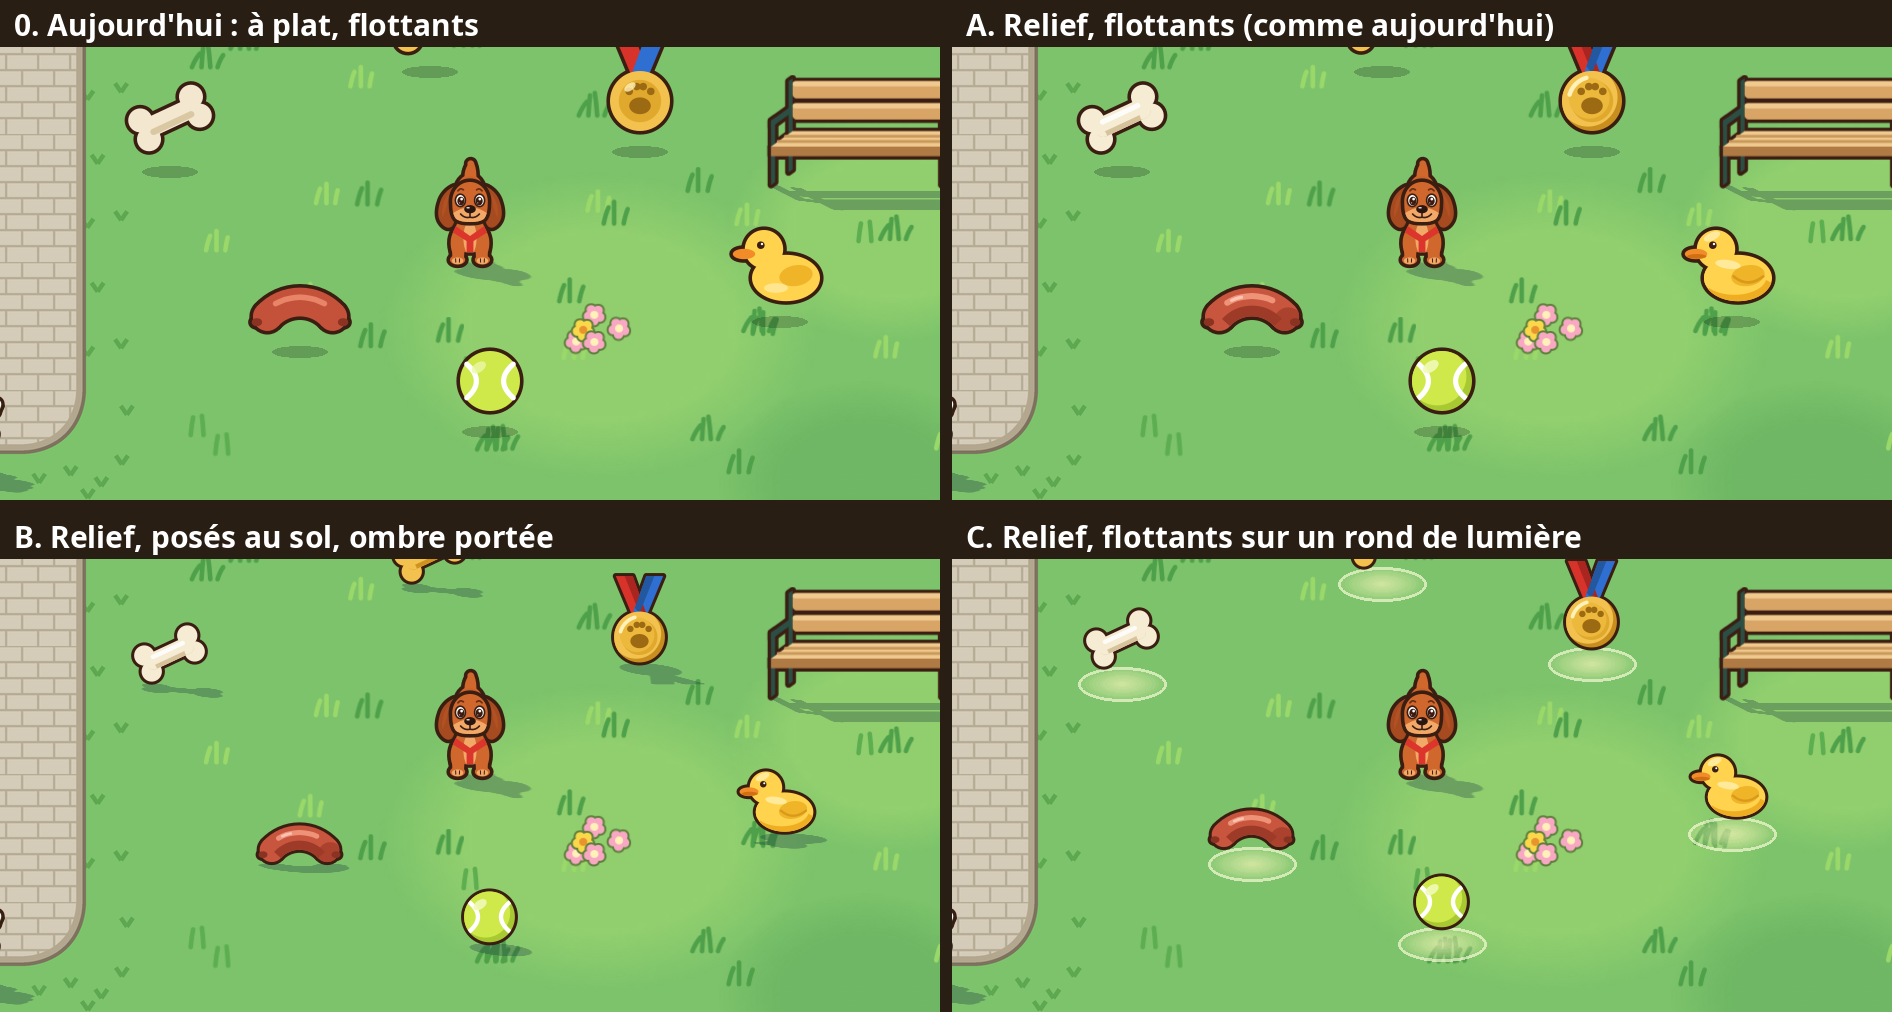 0. Aujourd'hui : à plat, flottants
A. Relief, flottants (comme aujourd'hui)
B. Relief, posés au sol, ombre portée
C. Relief, flottants sur un rond de lumière